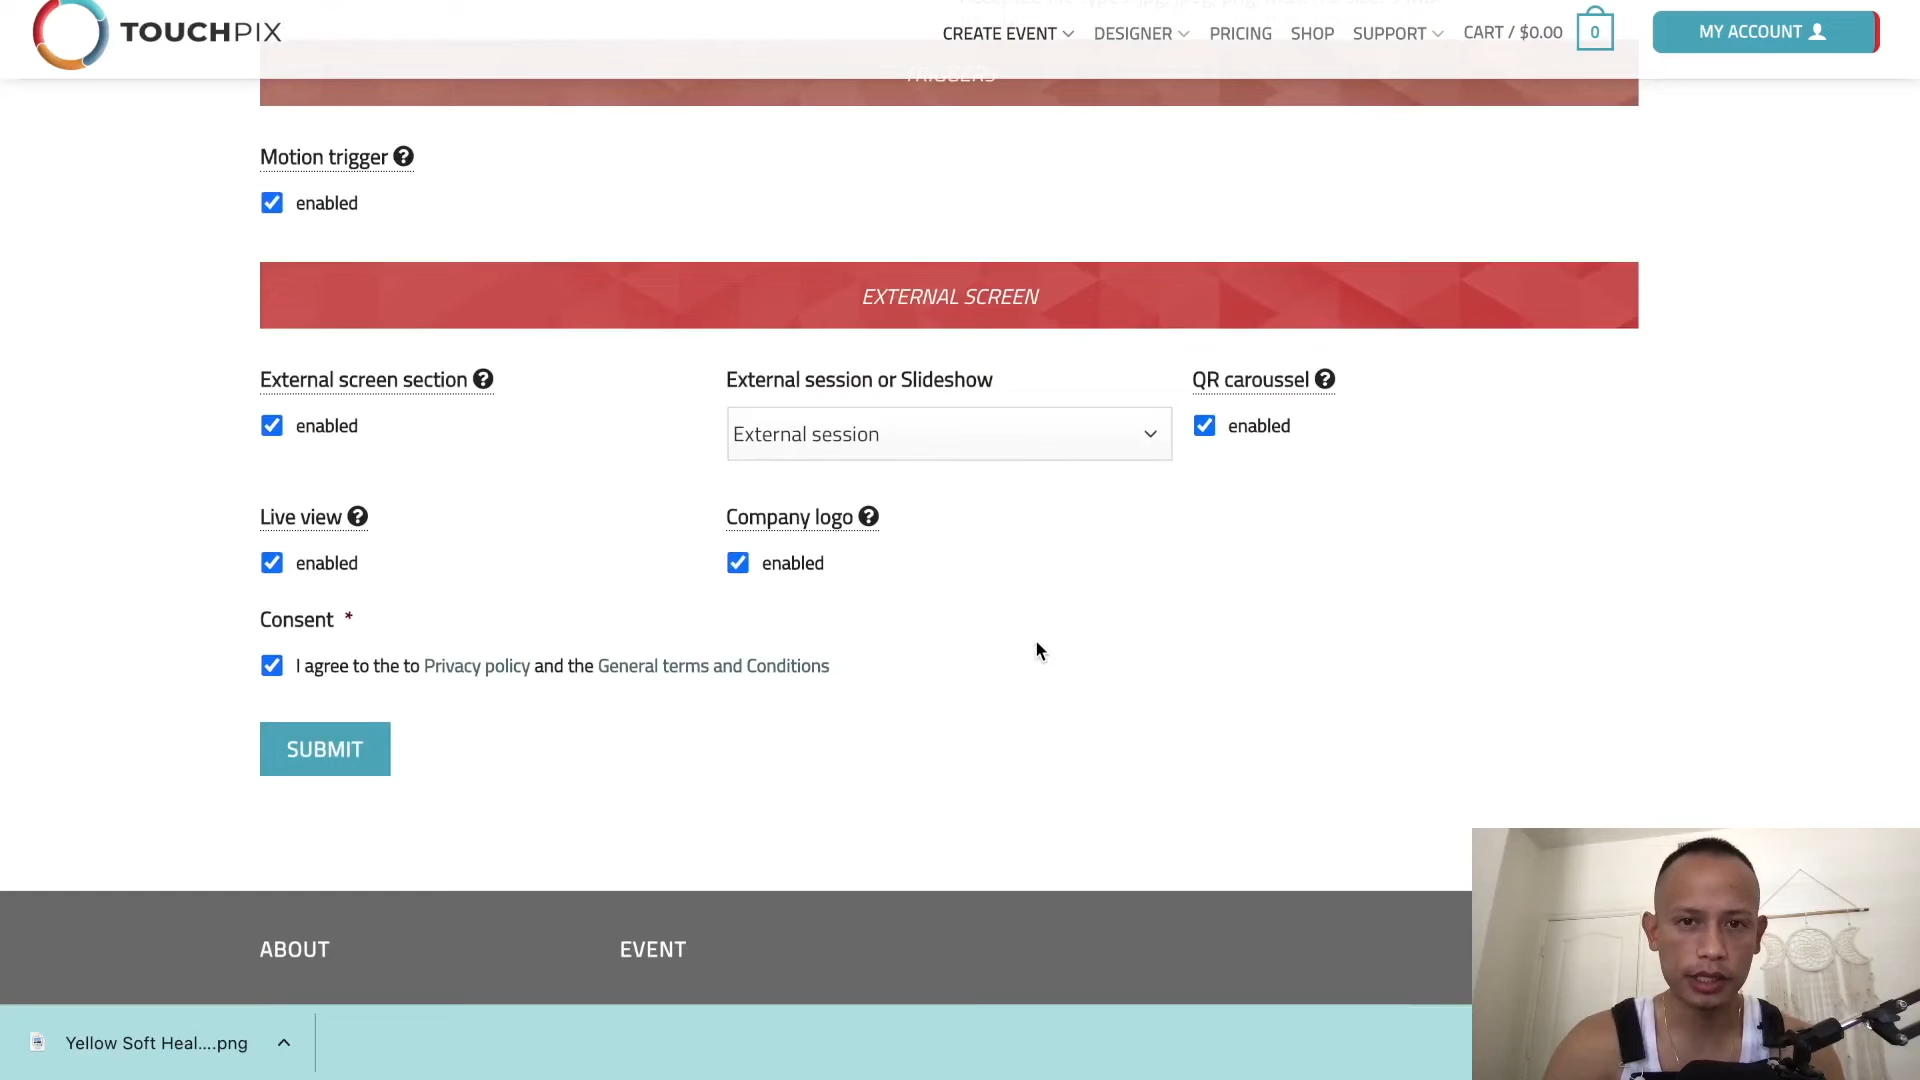 TOUCHPIX
CREATE EVENT
DESIGNER
PRICING
SHOP
SUPPORT
CART / $0.00
0
MY ACCOUNT
TRIGGERS
Motion trigger ?
enabled
EXTERNAL SCREEN
External screen section ?
External session or Slideshow
QR caroussel ?
enabled
External session
enabled
Live view ?
Company logo ?
enabled
enabled
Consent *
I agree to the to Privacy policy and the General terms and Conditions
SUBMIT
ABOUT
EVENT
Yellow Soft Heal....png